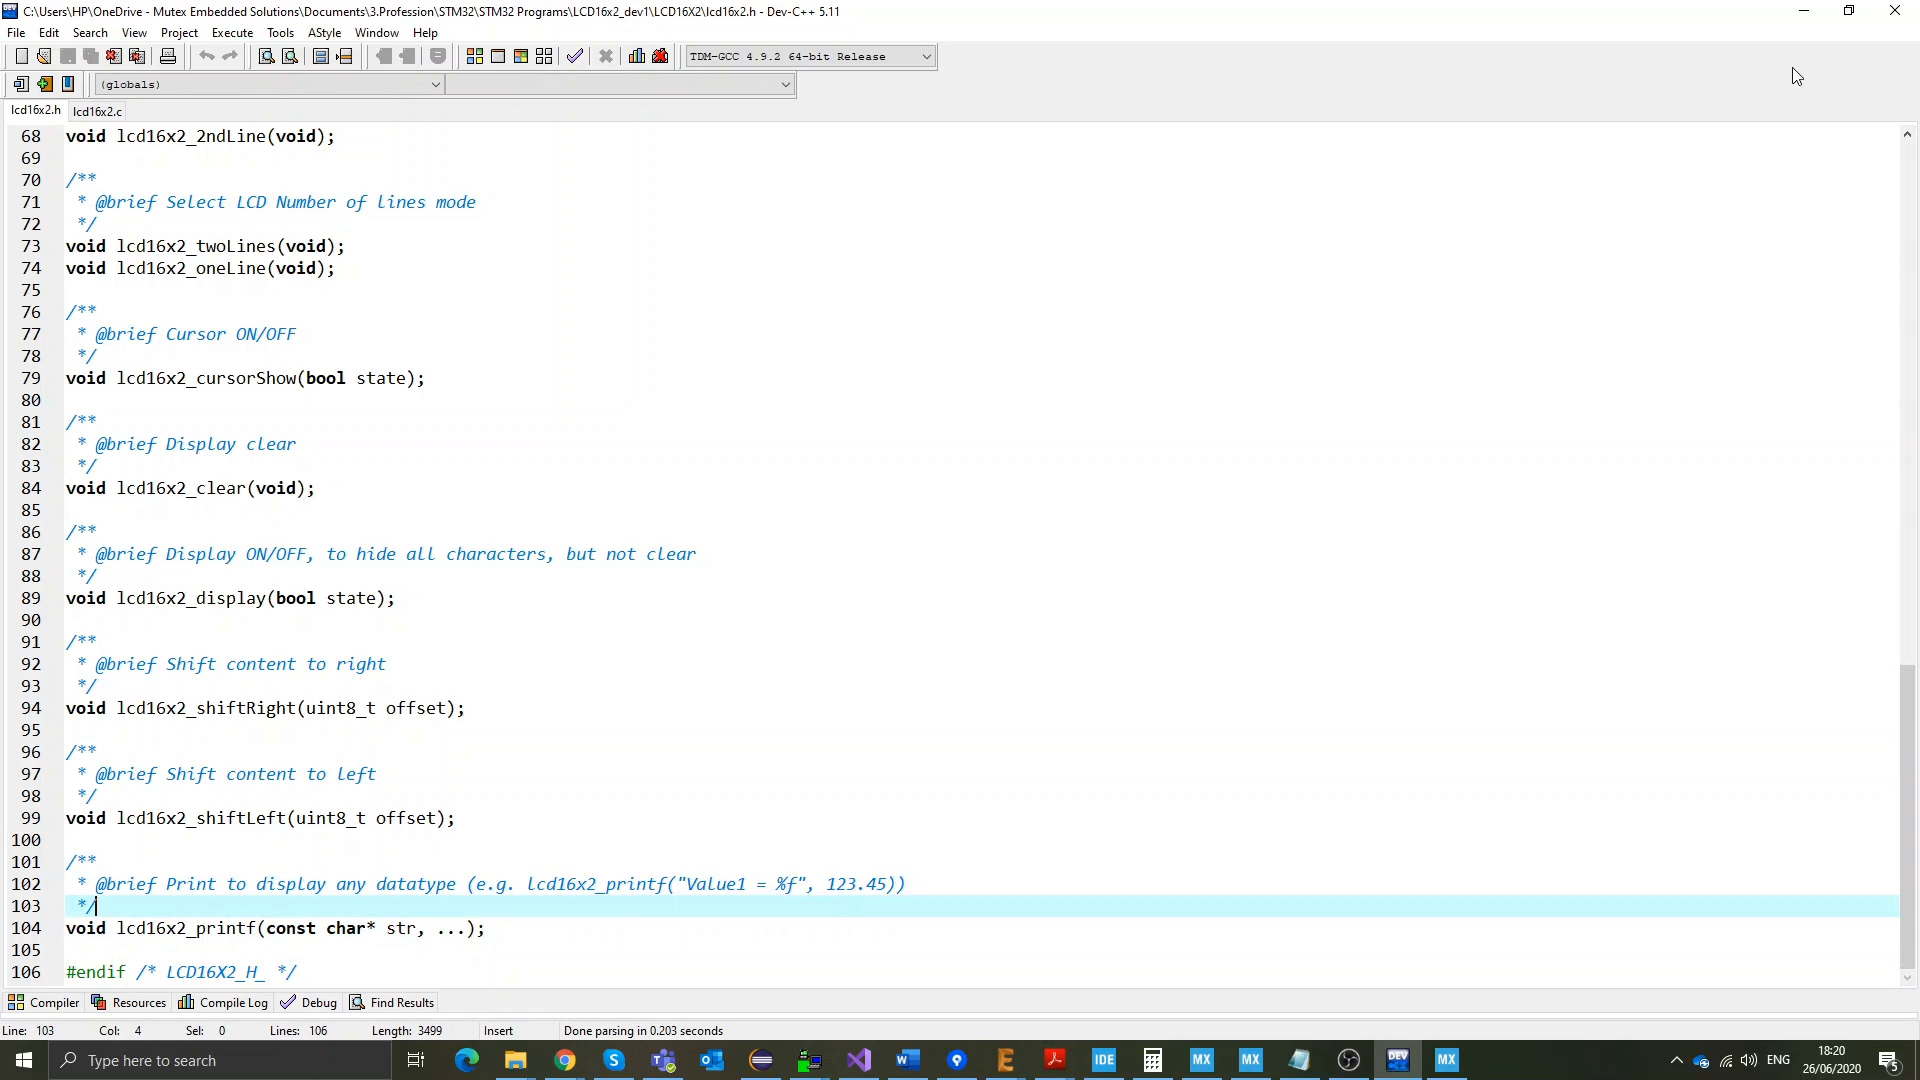 C:\Users\HP\OneDrive - Mutex Embedded Solutions\Documents\3.Profession\STM32\STM32 Programs\LCD16x2_dev1\LCD16X2\lcd16x2.h - Dev-C++ 5.11
File Edit Search View Project Execute Tools AStyle Window Help
TDM-GCC 4.9.2 64-bit Release
(globals)
lcd16x2.h lcd16x2.c
68 void lcd16x2_2ndLine(void);
69
70 /**
71 * @brief Select LCD Number of lines mode
72 */
73 void lcd16x2_twoLines(void);
74 void lcd16x2_oneLine(void);
75
76 /**
77 * @brief Cursor ON/OFF
78 */
79 void lcd16x2_cursorShow(bool state);
80
81 /**
82 * @brief Display clear
83 */
84 void lcd16x2_clear(void);
85
86 /**
87 * @brief Display ON/OFF, to hide all characters, but not clear
88 */
89 void lcd16x2_display(bool state);
90
91 /**
92 * @brief Shift content to right
93 */
94 void lcd16x2_shiftRight(uint8_t offset);
95
96 /**
97 * @brief Shift content to left
98 */
99 void lcd16x2_shiftLeft(uint8_t offset);
100
101 /**
102 * @brief Print to display any datatype (e.g. lcd16x2_printf("Value1 = %f", 123.45))
103 */
104 void lcd16x2_printf(const char* str, ...);
105
106 #endif /* LCD16X2_H_ */
Compiler Resources Compile Log Debug Find Results
Line: 103 Col: 4 Sel: 0 Lines: 106 Length: 3499 Insert Done parsing in 0.203 seconds
Type here to search
IDE MX MX DEV MX
ENG
18:20
26/06/2020
5